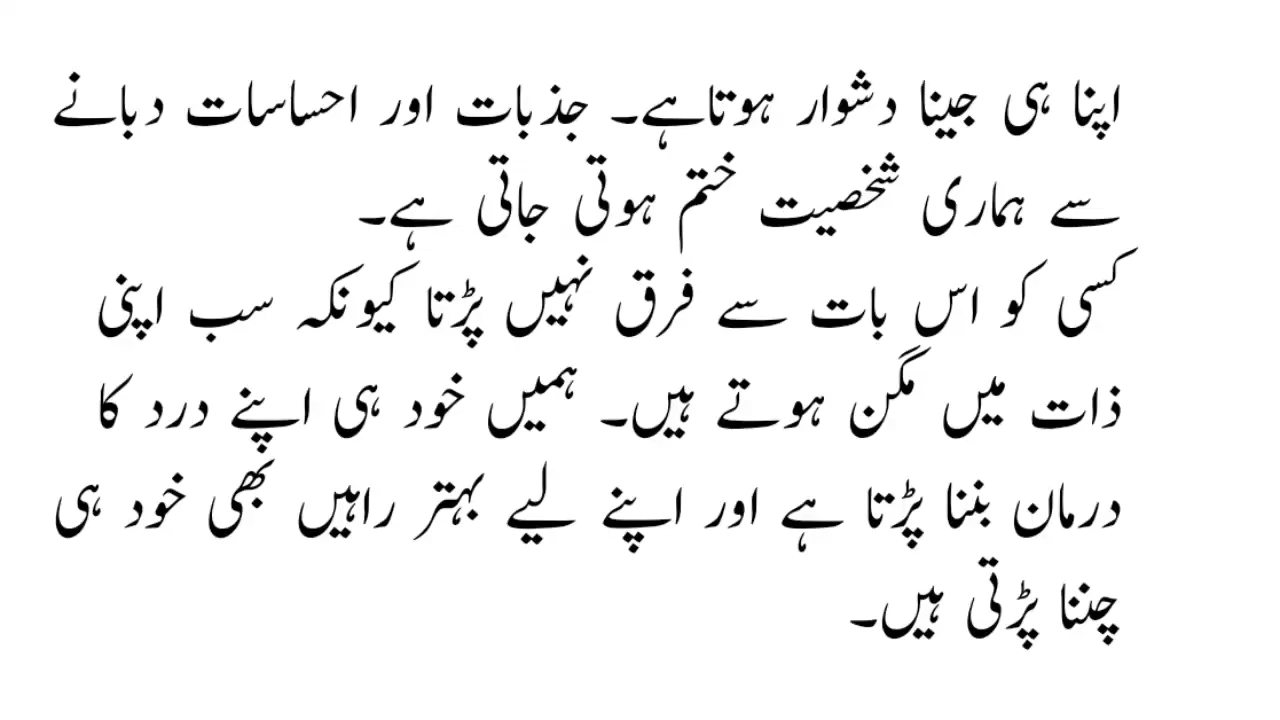 اپنا ہی جینا دشوار ہوتاہے۔ جذبات اور احساسات دبانے
سے ہماری شخصیت ختم ہوتی جاتی ہے۔
کسی کو اس بات سے فرق نہیں پڑتا کیونکہ سب اپنی
ذات میں مگن ہوتے ہیں۔ ہمیں خود ہی اپنے درد کا
درمان بننا پڑتا ہے اور اپنے لیے بہتر راہیں بھی خود ہی
چننا پڑتی ہیں۔